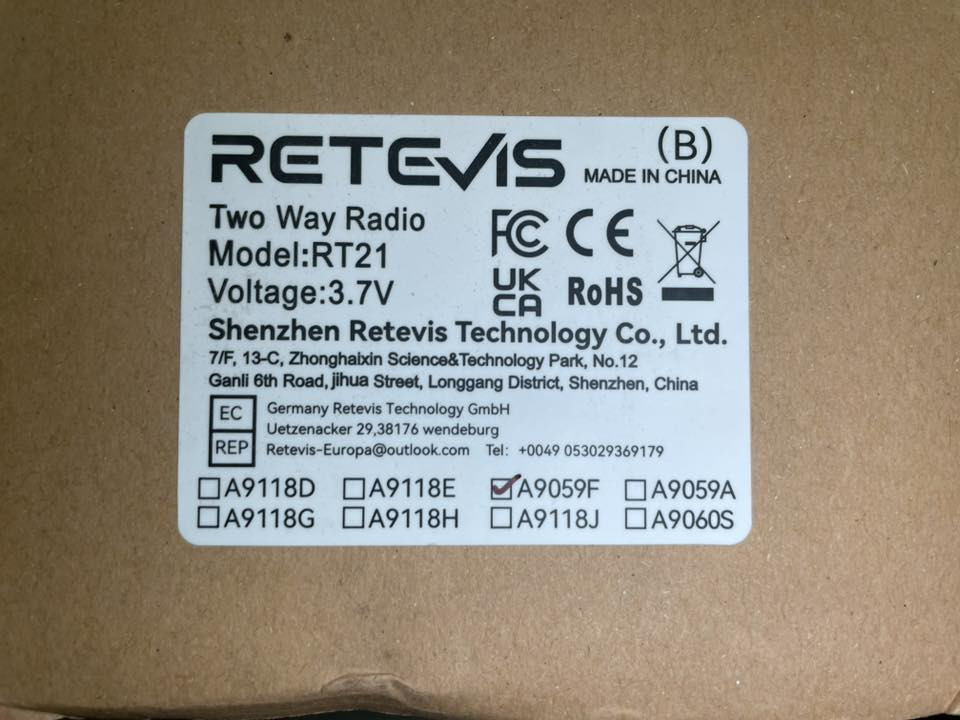 RETEVIS
(B)
MADE IN CHINA
Two Way Radio
Model:RT21
Voltage:3.7V
FC CE
UK
CA
RoHS
Shenzhen Retevis Technology Co., Ltd.
7/F, 13-C, Zhonghaixin Science&Technology Park, No.12
Ganli 6th Road, jihua Street, Longgang District, Shenzhen, China
EC
REP
Germany Retevis Technology GmbH
Uetzenacker 29,38176 wendeburg
Retevis-Europa@outlook.com Tel: +0049 053029369179
A9118D A9118E A9059F A9059A
A9118G A9118H A9118J A9060S